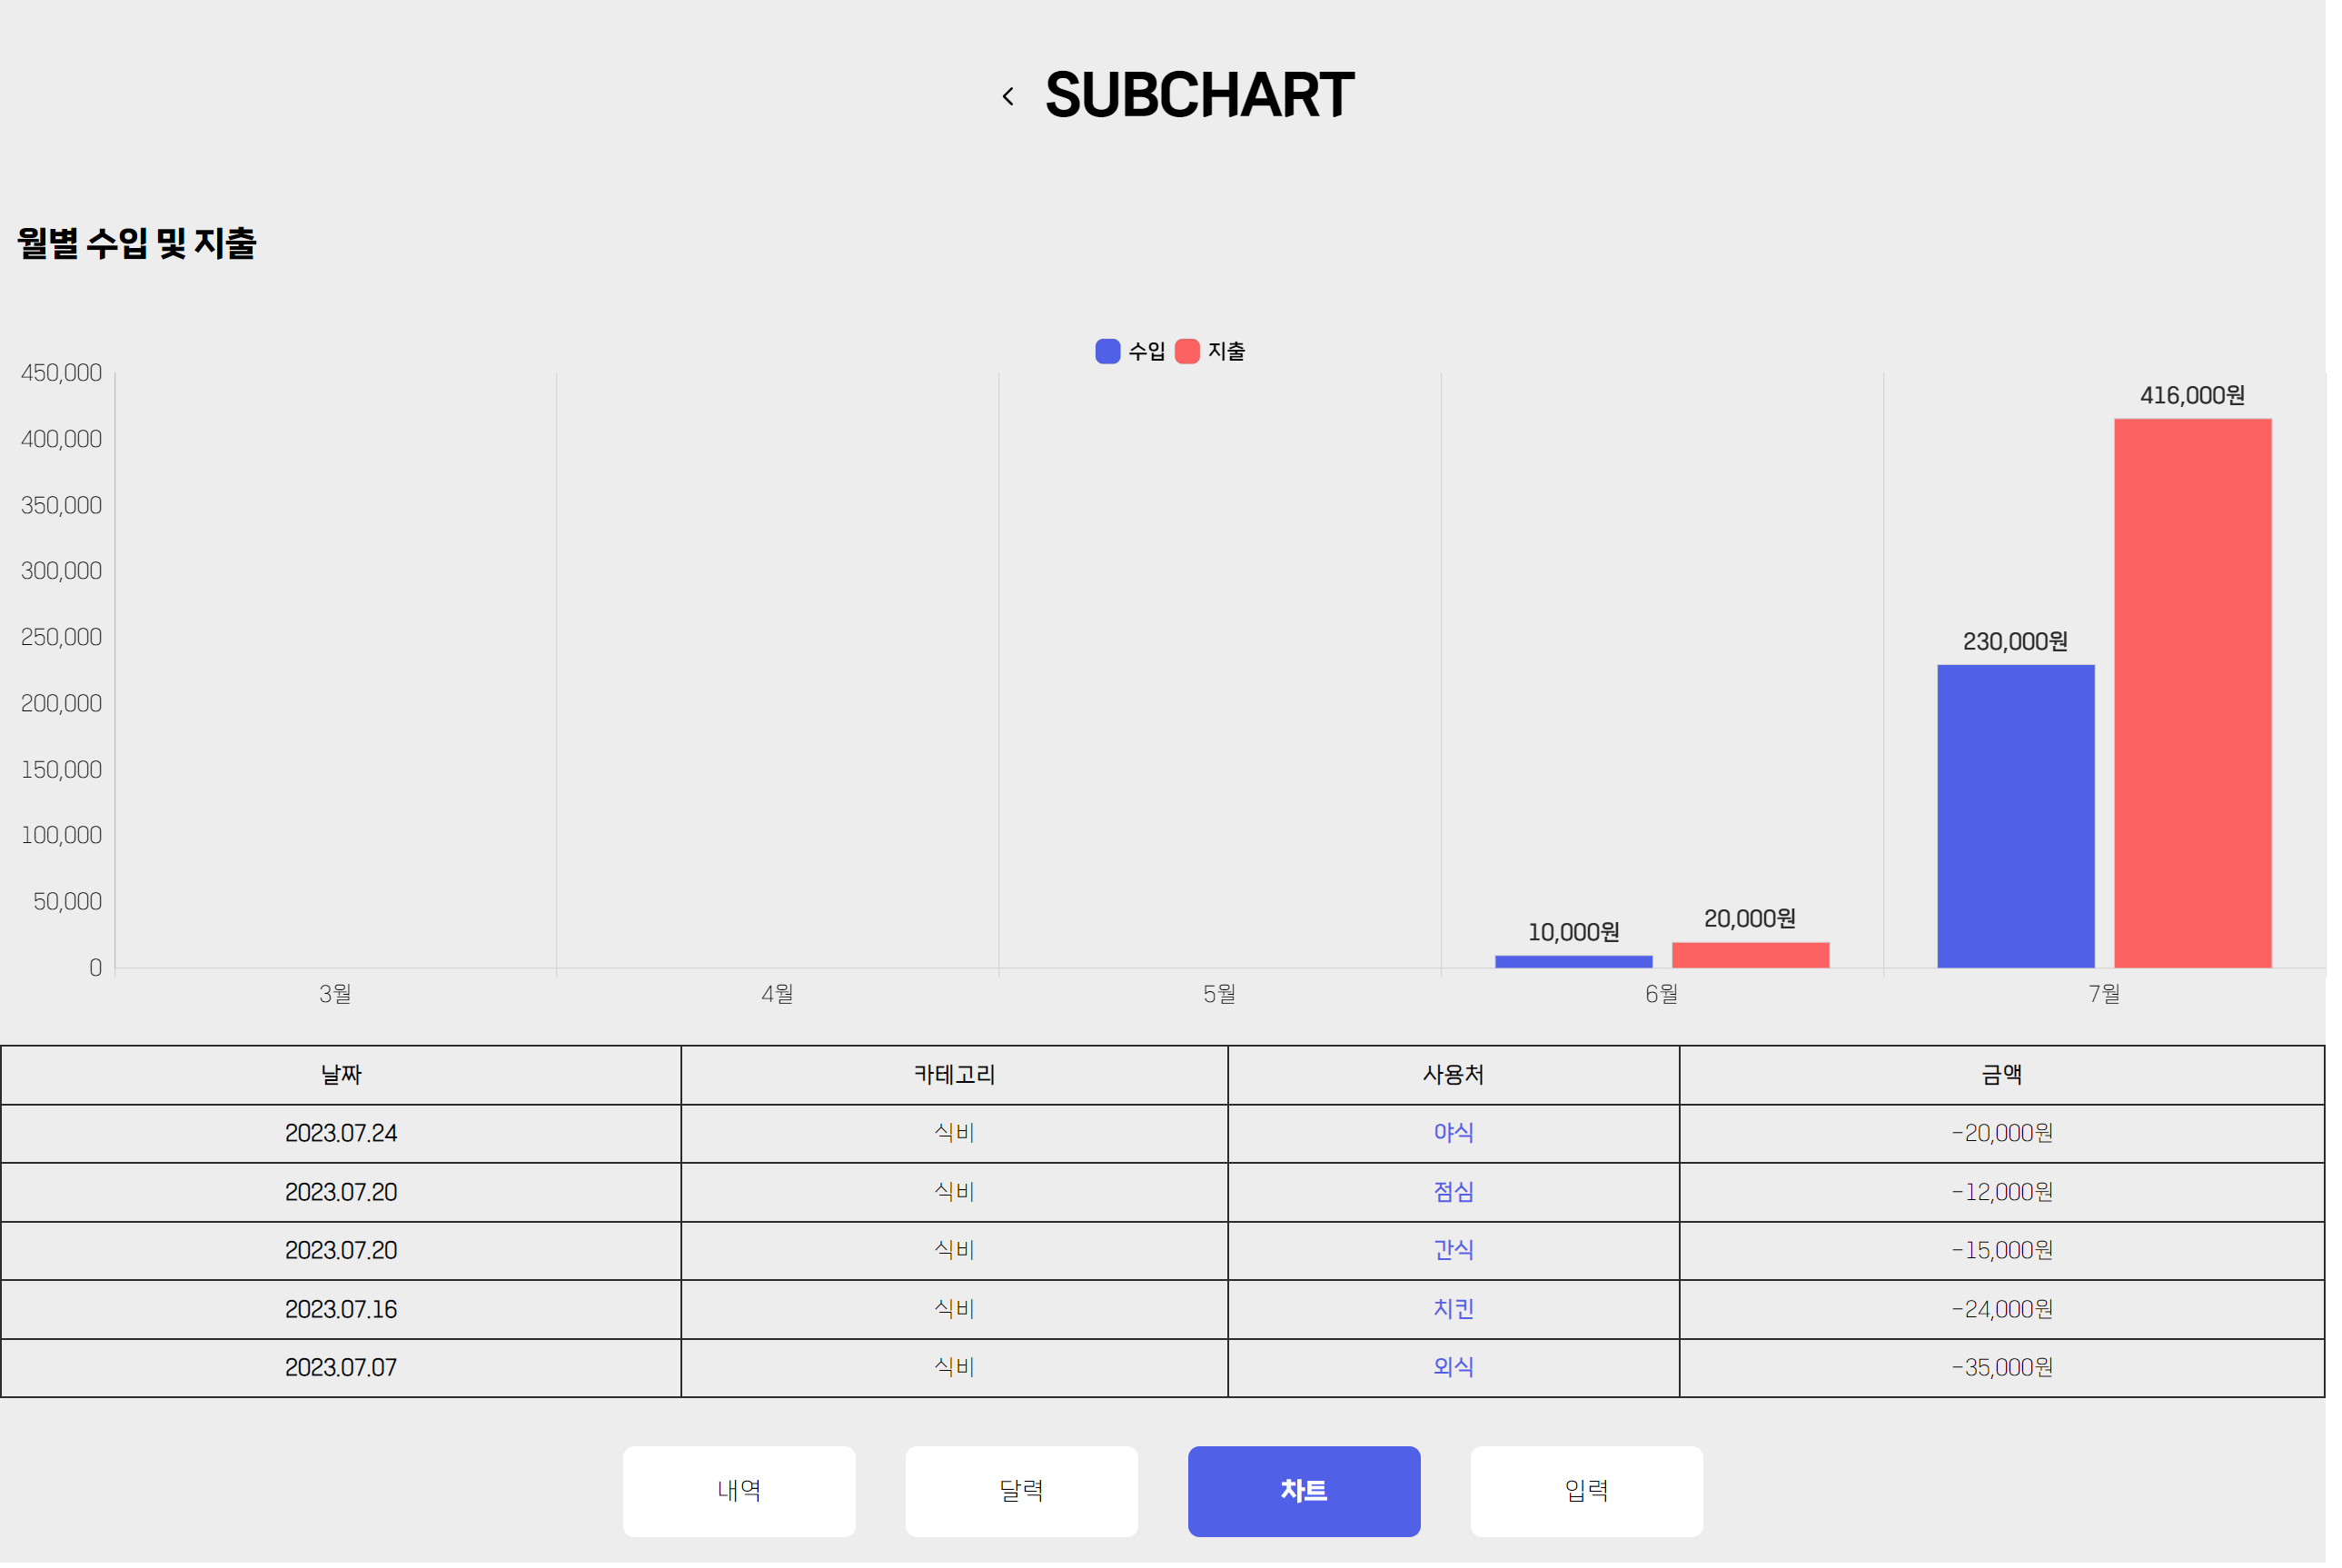 SUBCHART
월별 수입 및 지출
수입 지출
450,000
400,000
350,000
300,000
250,000
200,000
150,000
100,000
50,000
0
416,000원
230,000원
10,000원
20,000원
3월 4월 5월 6월 7월
날짜 카테고리 사용처 금액
2023.07.24 식비 야식 -20,000원
2023.07.20 식비 점심 -12,000원
2023.07.20 식비 간식 -15,000원
2023.07.16 식비 치킨 -24,000원
2023.07.07 식비 외식 -35,000원
내역 달력 차트 입력